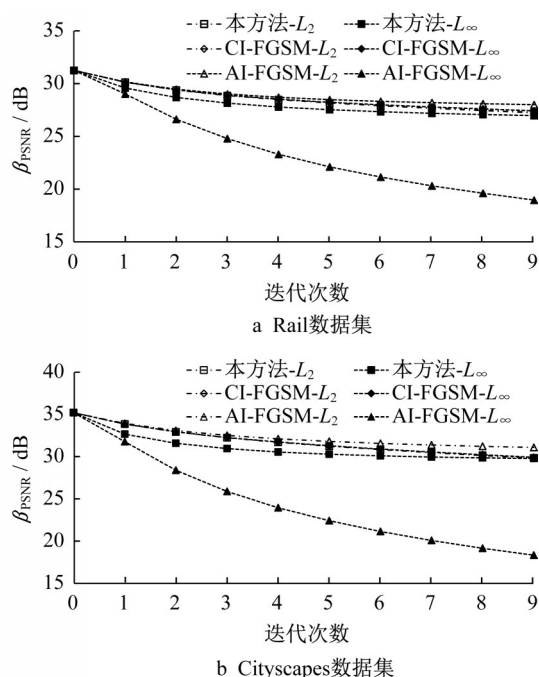 35
30
25
20
15
β_PSNR / dB
本方法-L₂ 本方法-L∞
CI-FGSM-L₂ CI-FGSM-L∞
AI-FGSM-L₂ AI-FGSM-L∞
0 1 2 3 4 5 6 7 8 9
迭代次数
a Rail数据集
40
35
30
25
20
15
β_PSNR / dB
本方法-L₂ 本方法-L∞
CI-FGSM-L₂ CI-FGSM-L∞
AI-FGSM-L₂ AI-FGSM-L∞
0 1 2 3 4 5 6 7 8 9
迭代次数
b Cityscapes数据集